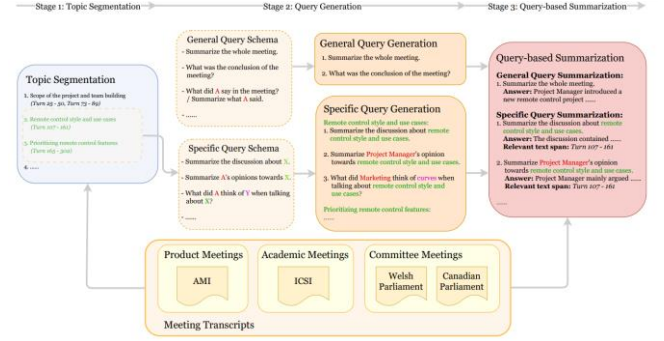 Stage 1: Topic Segmentation
Stage 2: Query Generation
Stage 3: Query-based Summarization
Topic Segmentation
1. Scope of the project and team building
(Turn 25 - 50, Turn 73 - 89)
2. Remote control style and use cases
(Turn 107 - 161)
3. Prioritizing remote control features
4. ......
General Query Schema
- Summarize the whole meeting.
- What was the conclusion of the
meeting?
- What did A say in the meeting?
/ Summarize what A said.
- ......
Specific Query Schema
- Summarize the discussion about X.
- Summarize A's opinions towards X.
- What did A think of Y when talking
about X?
- ......
General Query Generation
1. Summarize the whole meeting.
2. What was the conclusion of the meeting?
Specific Query Generation
Remote control style and use cases:
1. Summarize the discussion about remote
control style and use cases.
2. Summarize Project Manager's opinion
towards remote control style and use cases.
3. What did Marketing think of curves when
talking about remote control style and
use cases?
Prioritizing remote control features:
......
Query-based Summarization
General Query Summarization:
1. Summarize the whole meeting.
Answer: Project Manager introduced a
new remote control project ......
Specific Query Summarization:
1. Summarize the discussion about remote
control style and use cases.
Answer: The discussion contained ......
Relevant text span: Turn 107 - 161
2. Summarize Project Manager's opinion
towards remote control style and use cases.
Answer: Project Manager mainly argued ......
Relevant text span: Turn 107 - 161
......
Product Meetings
AMI
Academic Meetings
ICSI
Committee Meetings
Welsh
Parliament
Canadian
Parliament
Meeting Transcripts